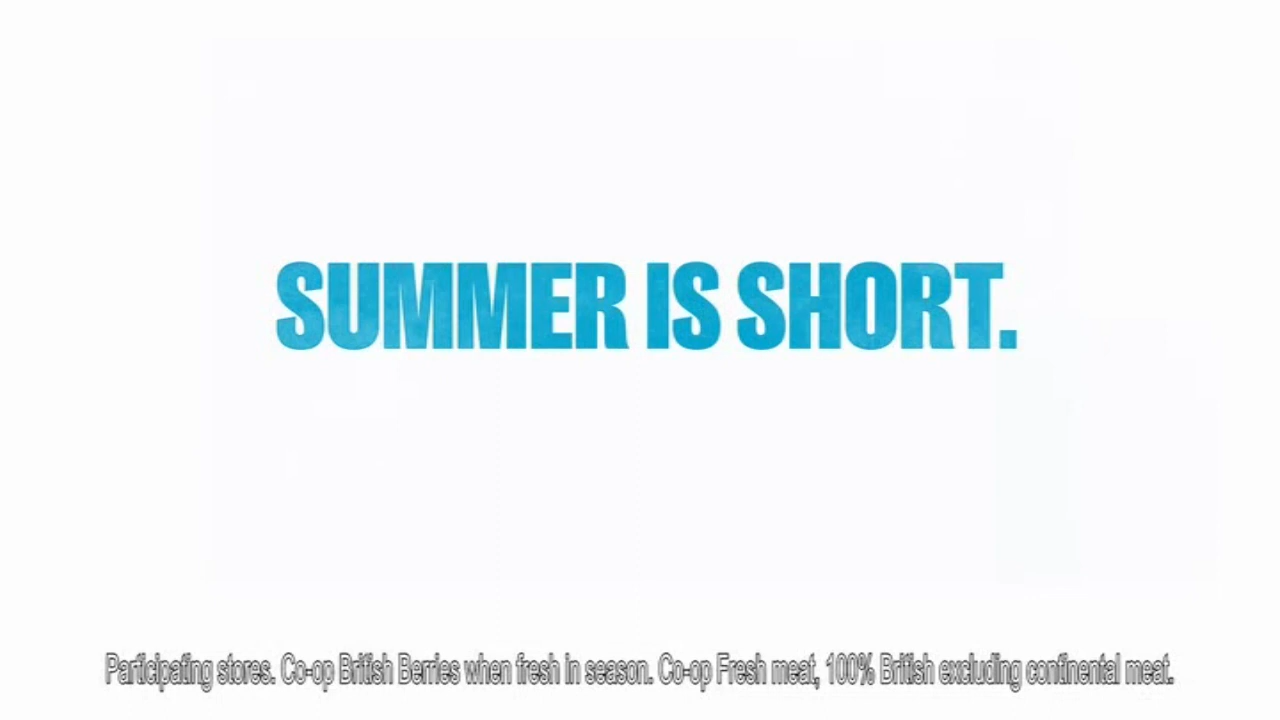 SUMMER IS SHORT.
Participating stores. Co-op British Berries when fresh in season. Co-op Fresh meat, 100% British excluding continental meat.